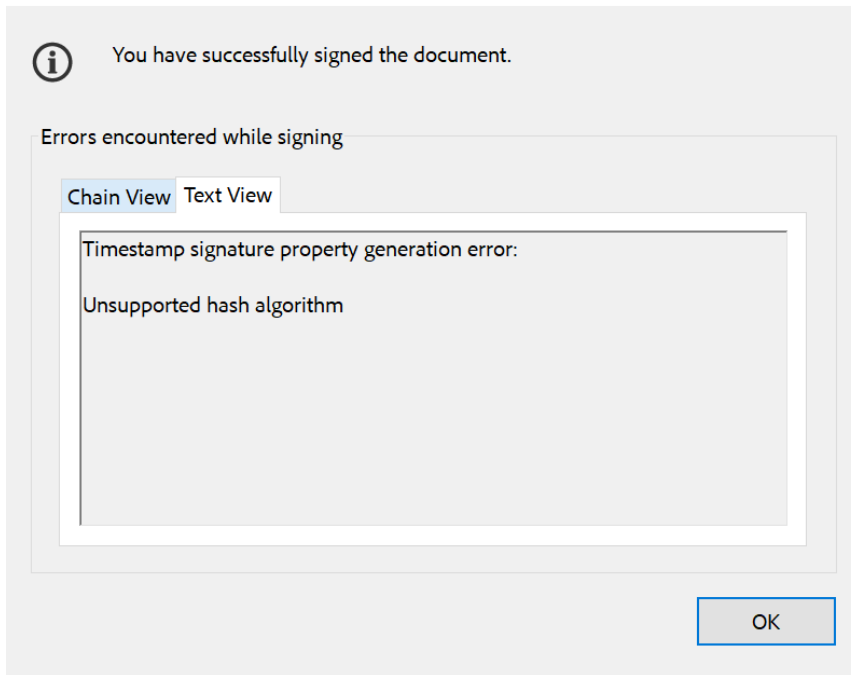 You have successfully signed the document.
Errors encountered while signing
Chain View Text View
Timestamp signature property generation error:
Unsupported hash algorithm
OK